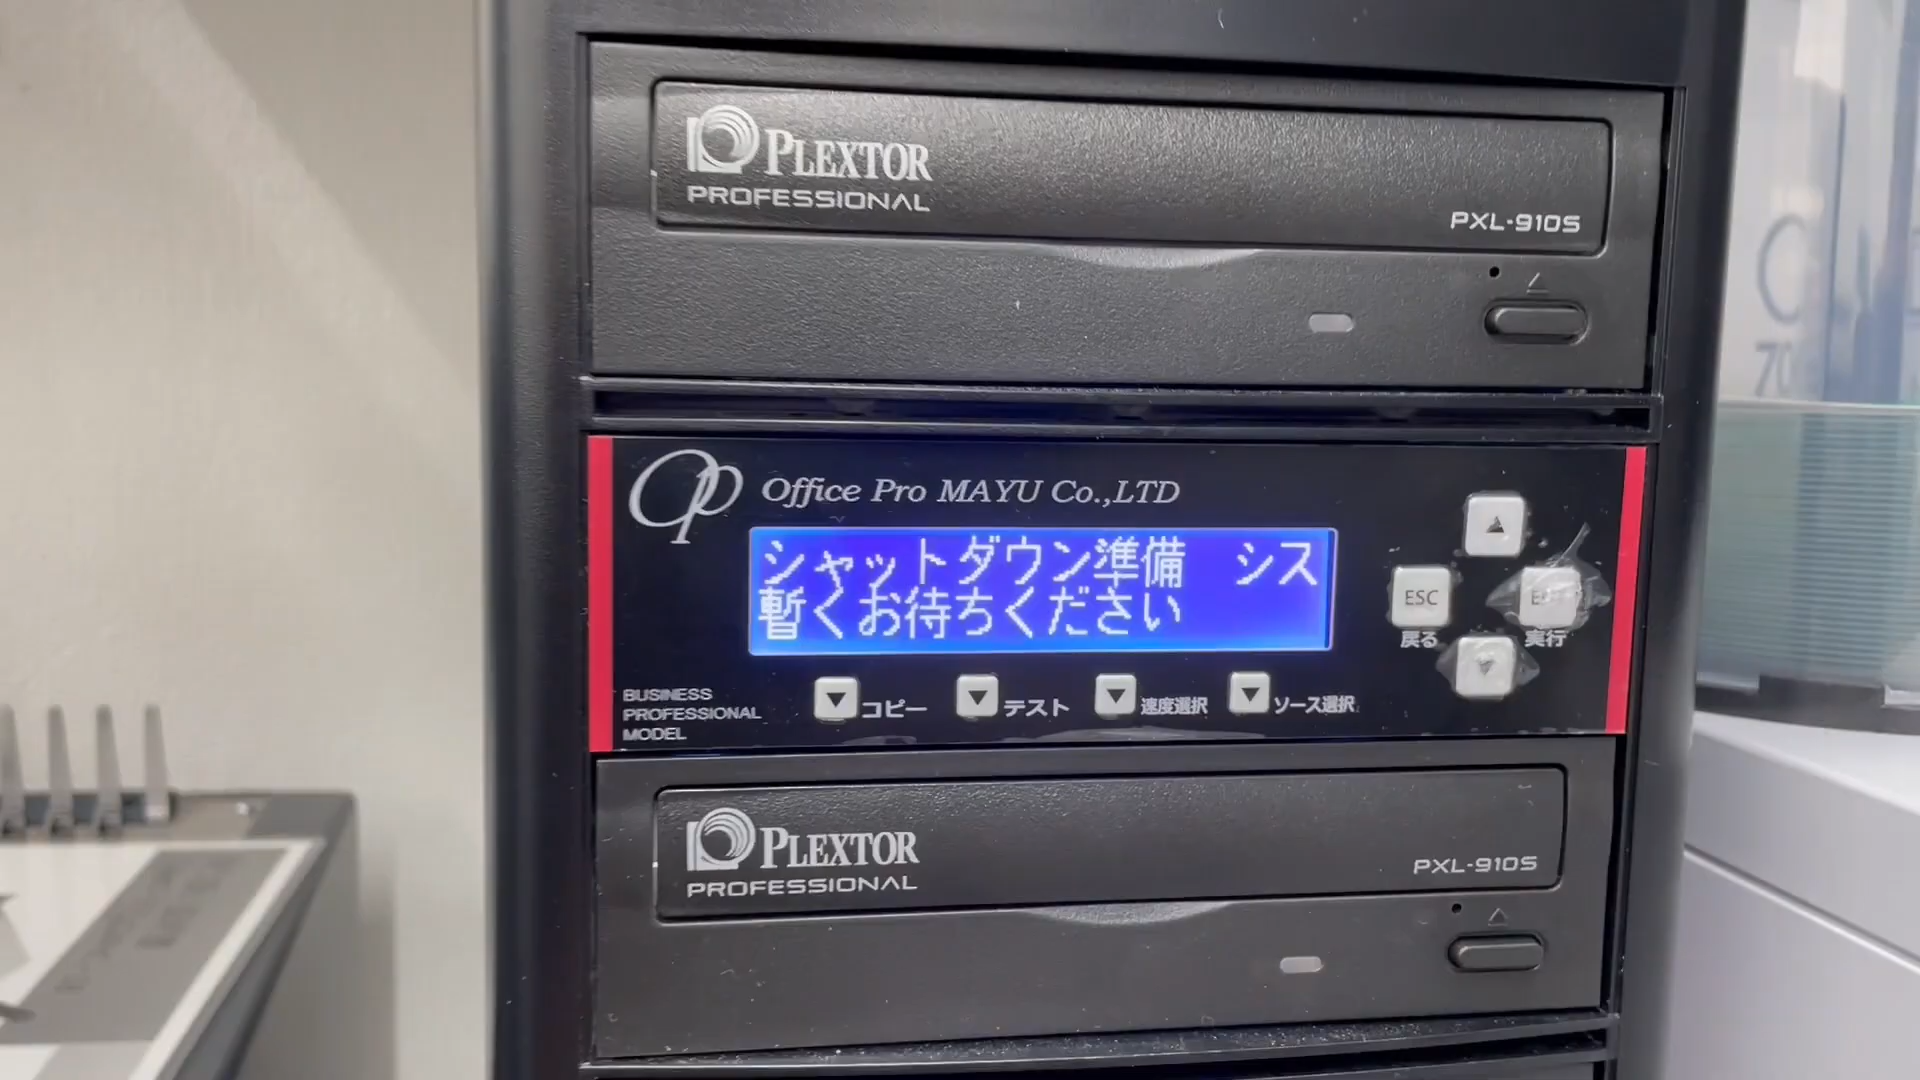 PLEXTOR
PROFESSIONAL
PXL-910S
Op Office Pro MAYU Co.,LTD
シャットダウン準備 シス
暫くお待ちください
ESC
戻る
実行
BUSINESS
PROFESSIONAL
MODEL
コピー
テスト
速度選択
ソース選択
PLEXTOR
PROFESSIONAL
PXL-910S
70